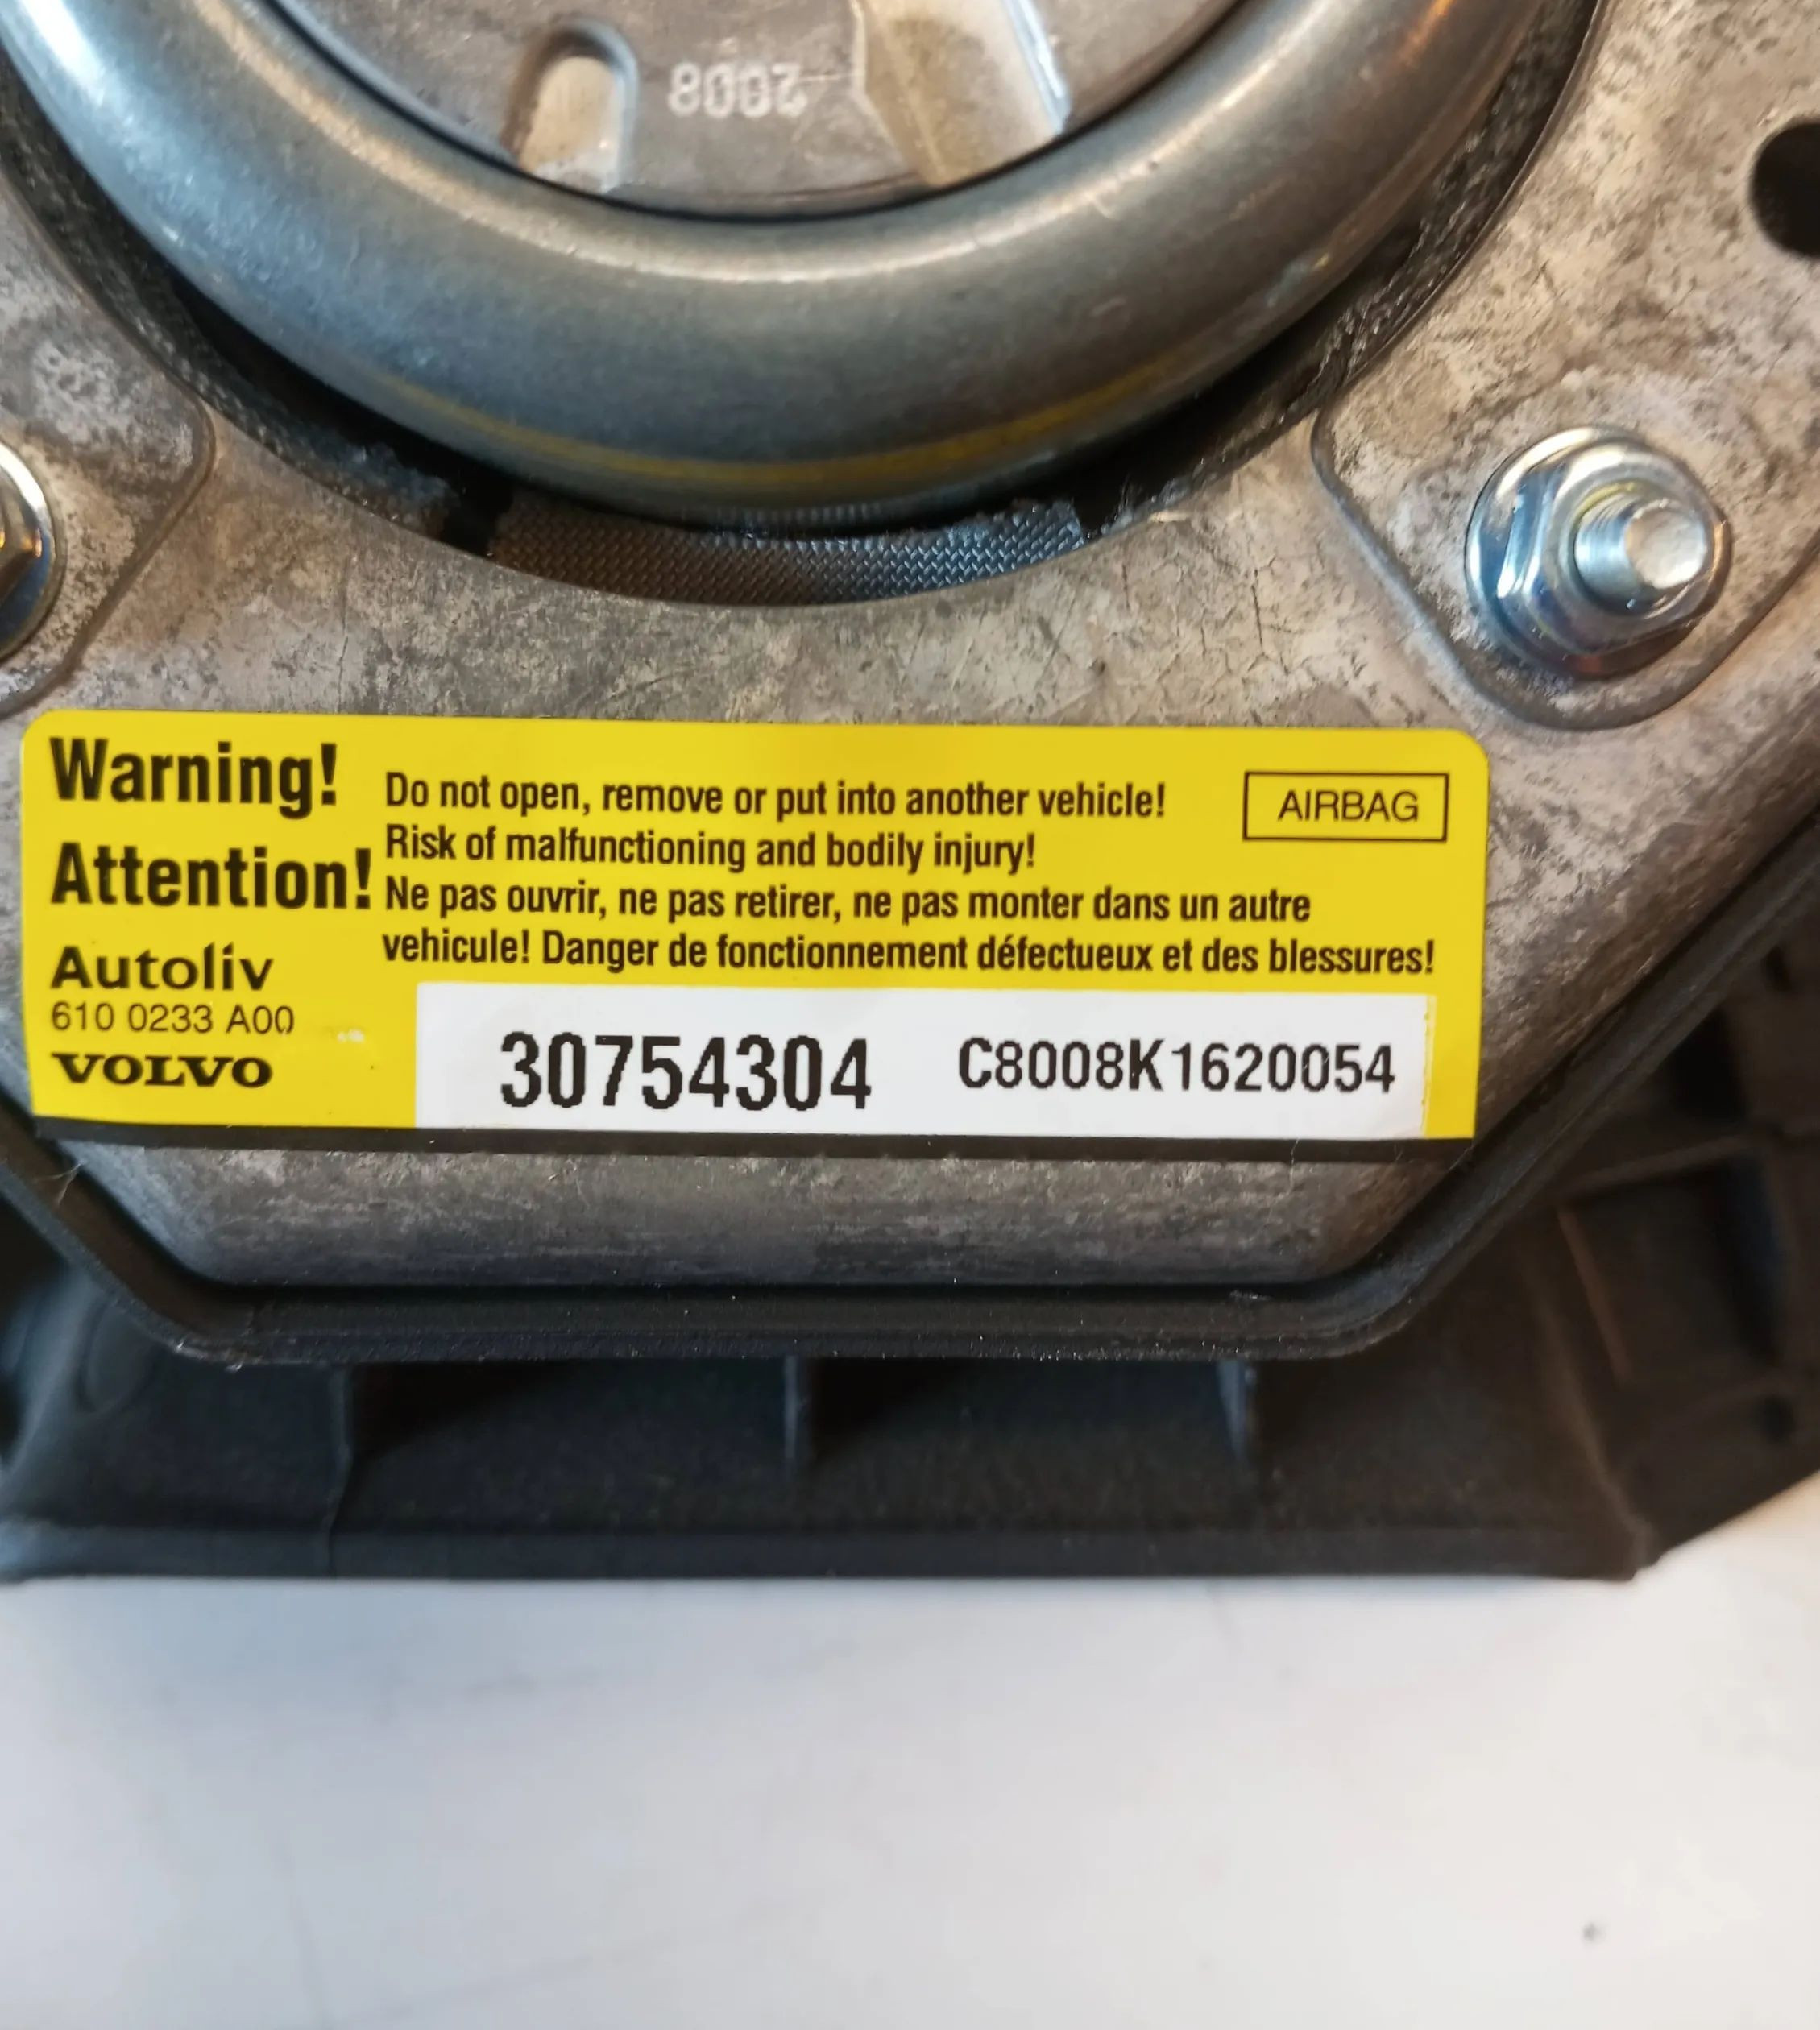 2008
Warning!
Attention!
Do not open, remove or put into another vehicle!
Risk of malfunctioning and bodily injury!
Ne pas ouvrir, ne pas retirer, ne pas monter dans un autre
vehicule! Danger de fonctionnement défectueux et des blessures!
AIRBAG
Autoliv
610 0233 A00
VOLVO
30754304
C8008K1620054